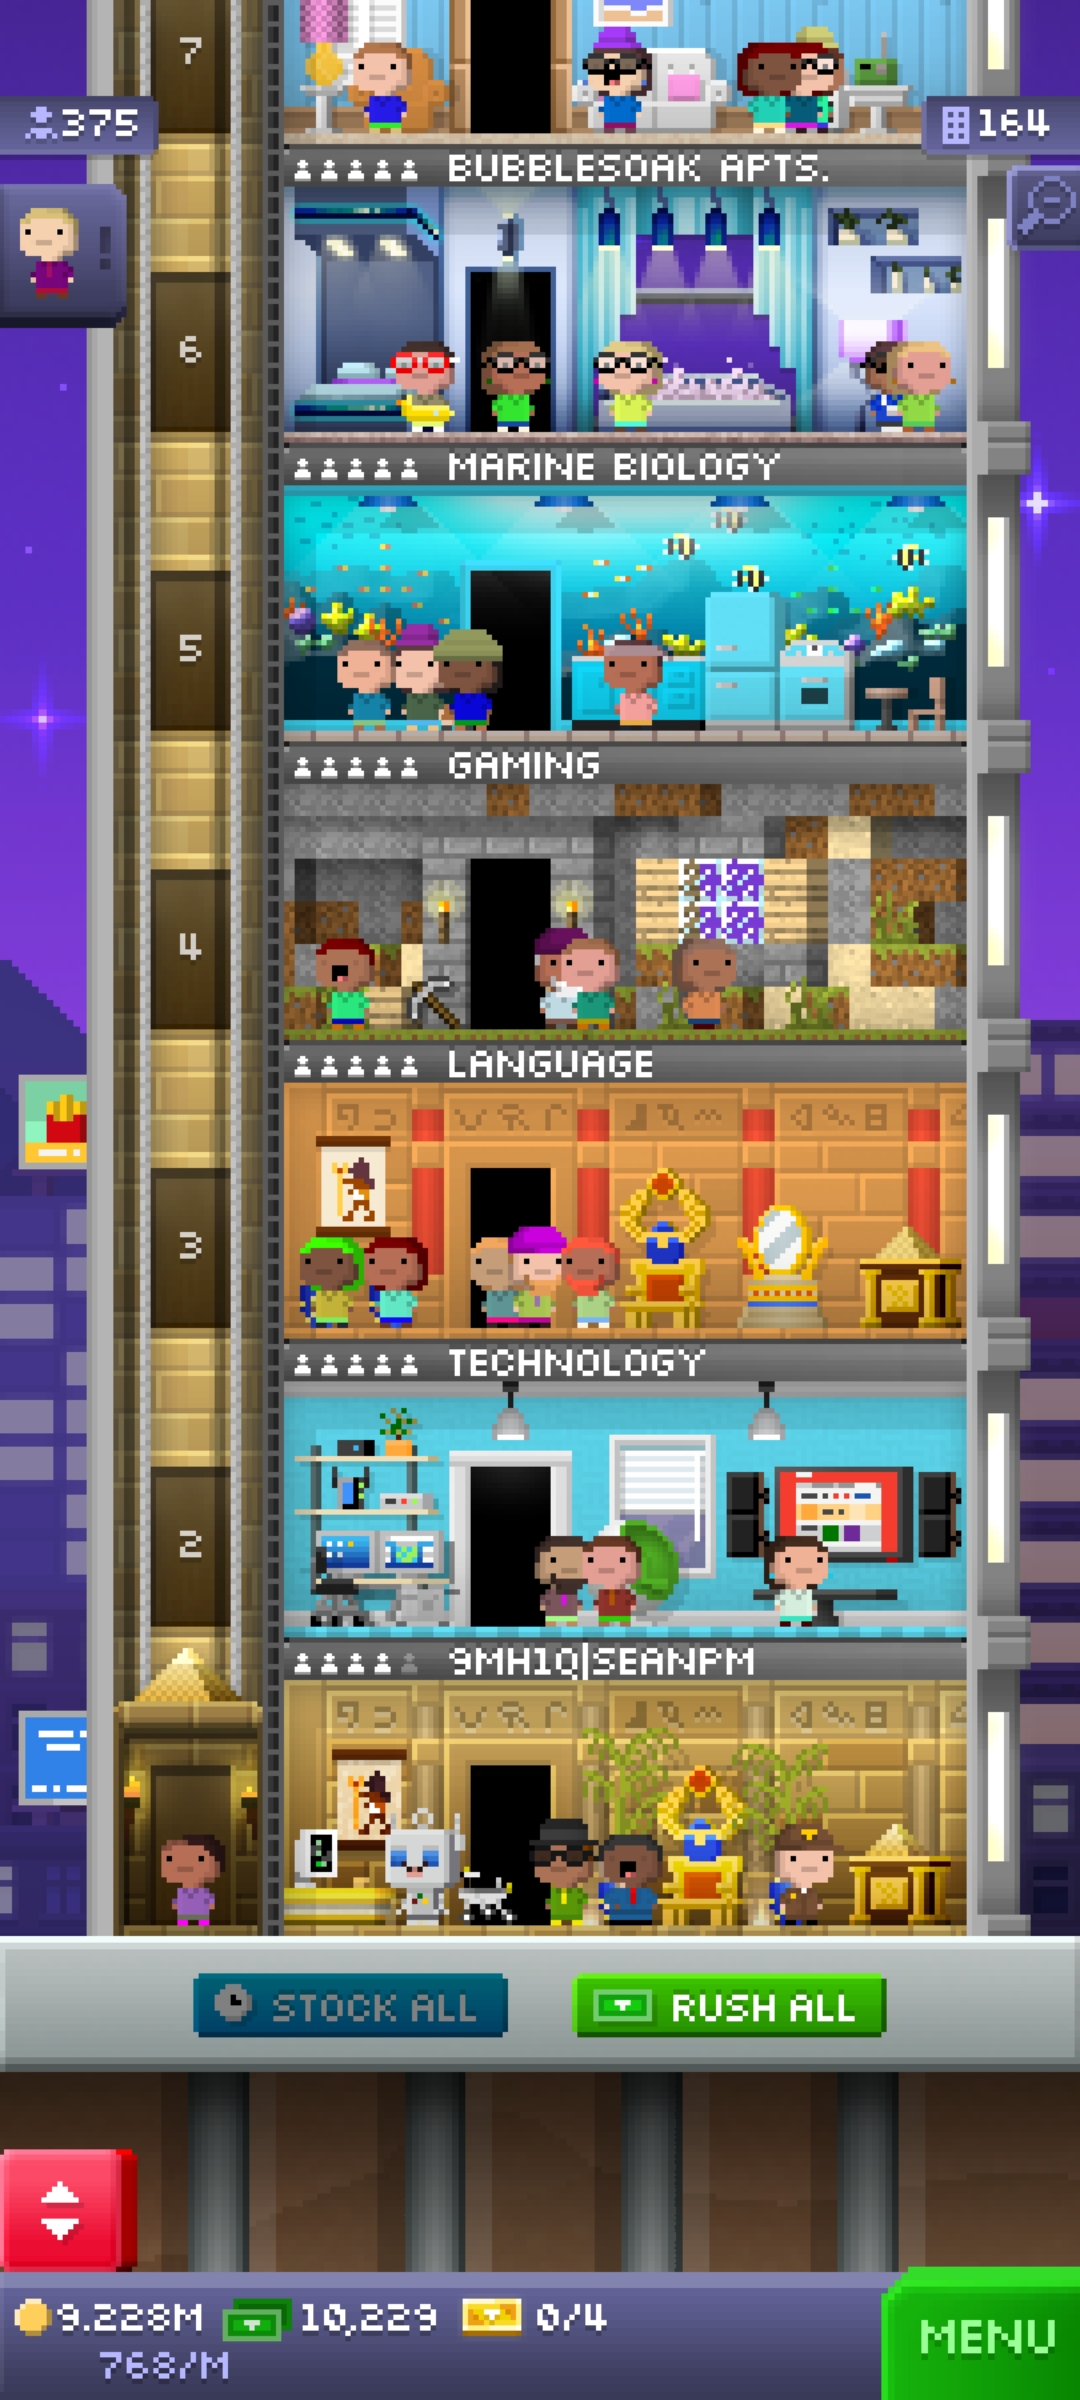 7
375
164
BUBBLESOAK APTS.
6
MARINE BIOLOGY
5
GAMING
4
LANGUAGE
3
TECHNOLOGY
2
9MH1Q|SEANPM
STOCK ALL
RUSH ALL
9.228M 10,229 0/4
768/M
MENU